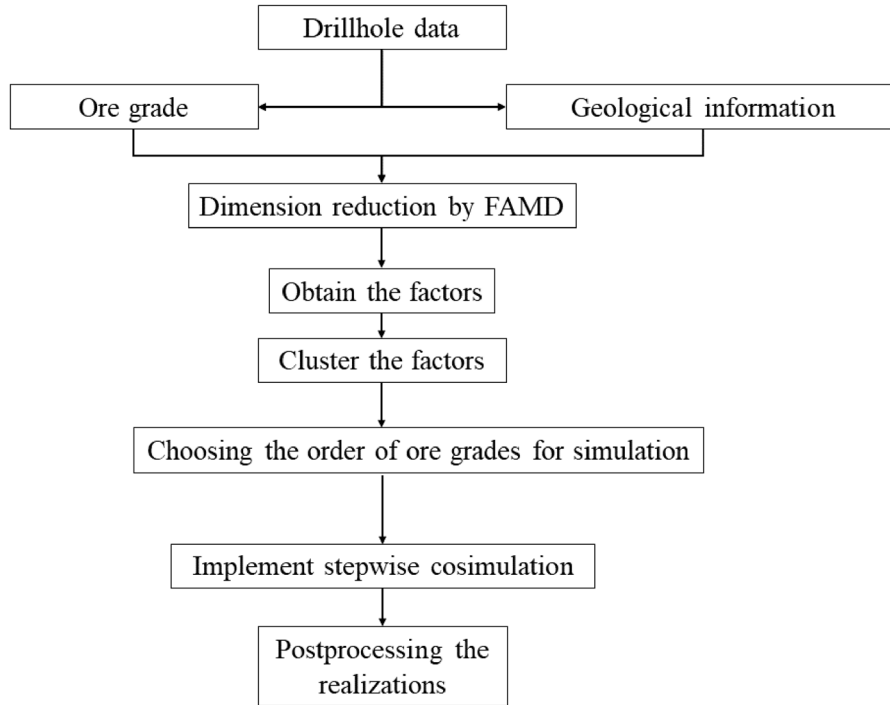 Drillhole data
Ore grade
Geological information
Dimension reduction by FAMD
Obtain the factors
Cluster the factors
Choosing the order of ore grades for simulation
Implement stepwise cosimulation
Postprocessing the
realizations